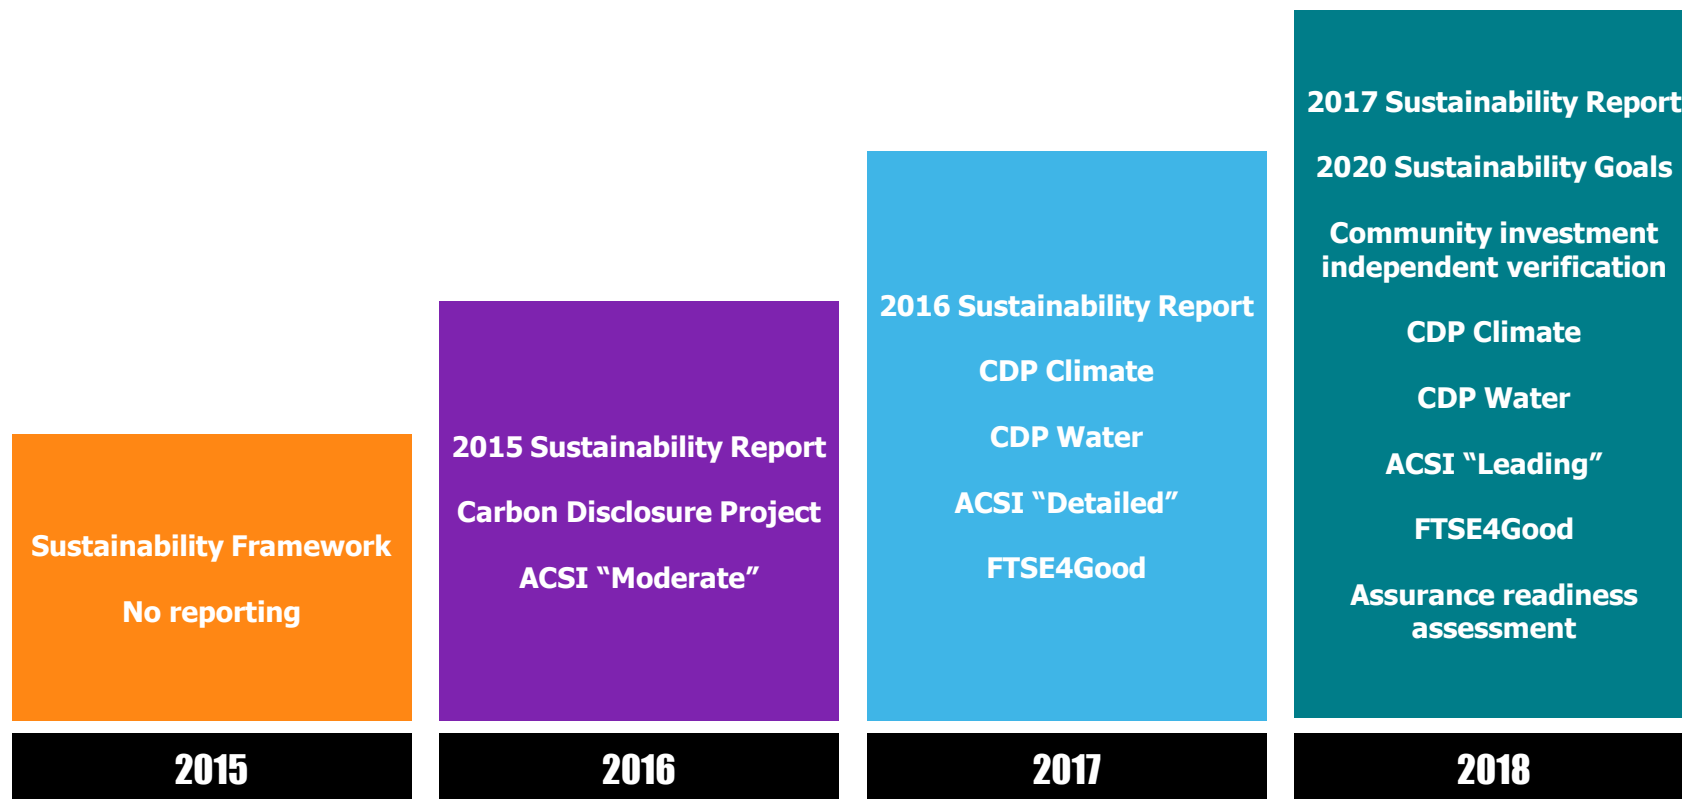 Sustainability Framework
No reporting
2015
2015 Sustainability Report
Carbon Disclosure Project
ACSI “Moderate”
2016
2016 Sustainability Report
CDP Climate
CDP Water
ACSI “Detailed”
FTSE4Good
2017
2017 Sustainability Report
2020 Sustainability Goals
Community investment
independent verification
CDP Climate
CDP Water
ACSI “Leading”
FTSE4Good
Assurance readiness
assessment
2018